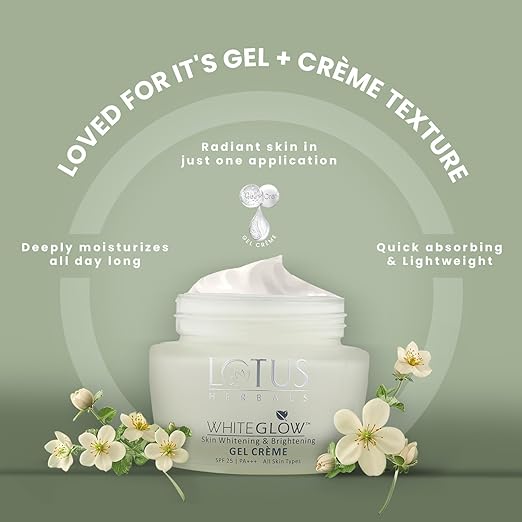 LOVED FOR IT'S GEL + CRÈME TEXTURE
Radiant skin in
just one application
GEL CRÈME
Deeply moisturizes
all day long
Quick absorbing
& Lightweight
LOTUS
HERBALS
WHITEGLOW™
Skin Whitening & Brightening
GEL CRÈME
SPF 25 | PA+++ All Skin Types